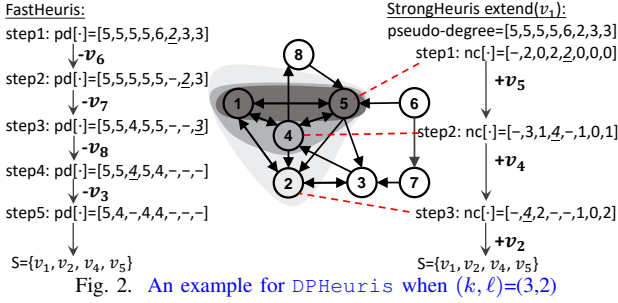 FastHeuris:
step1: pd[·]=[5,5,5,5,6,2,3,3]
-v₆
step2: pd[·]=[5,5,5,5,5,−,2,3]
-v₇
step3: pd[·]=[5,5,4,5,5,−,−,3]
-v₈
step4: pd[·]=[5,5,4,5,4,−,−,−]
-v₃
step5: pd[·]=[5,4,−,4,4,−,−,−]
S={v₁, v₂, v₄, v₅}
8
1
5
6
4
2
3
7
StrongHeuris extend(v₁):
pseudo-degree=[5,5,5,5,6,2,3,3]
step1: nc[·]=[−,2,0,2,2,0,0,0]
+v₅
step2: nc[·]=[−,3,1,4,−,1,0,1]
+v₄
step3: nc[·]=[−,4,2,−,−,1,0,2]
+v₂
S={v₁, v₂, v₄, v₅}
Fig. 2. An example for DPHeuris when (k, ℓ)=(3,2)